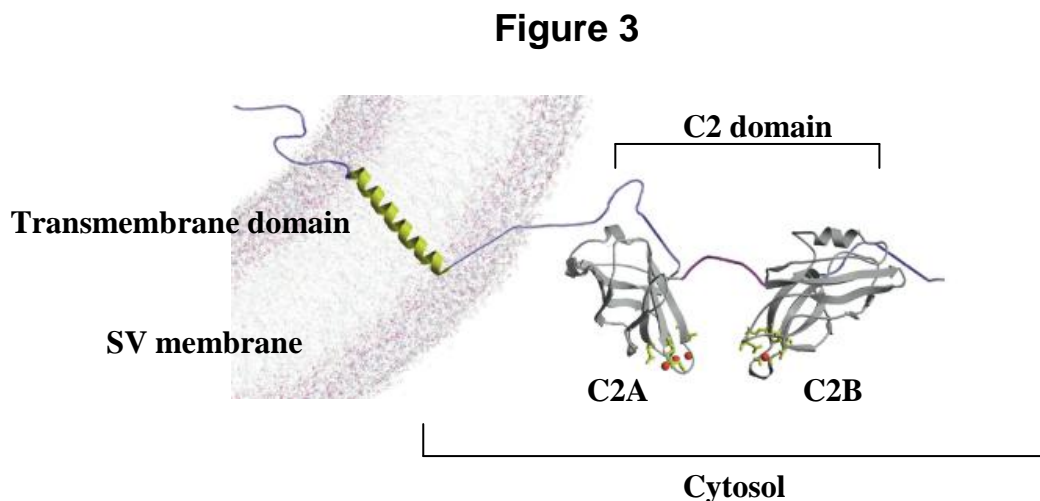 Figure 3
C2 domain
Transmembrane domain
SV membrane
C2A
C2B
Cytosol